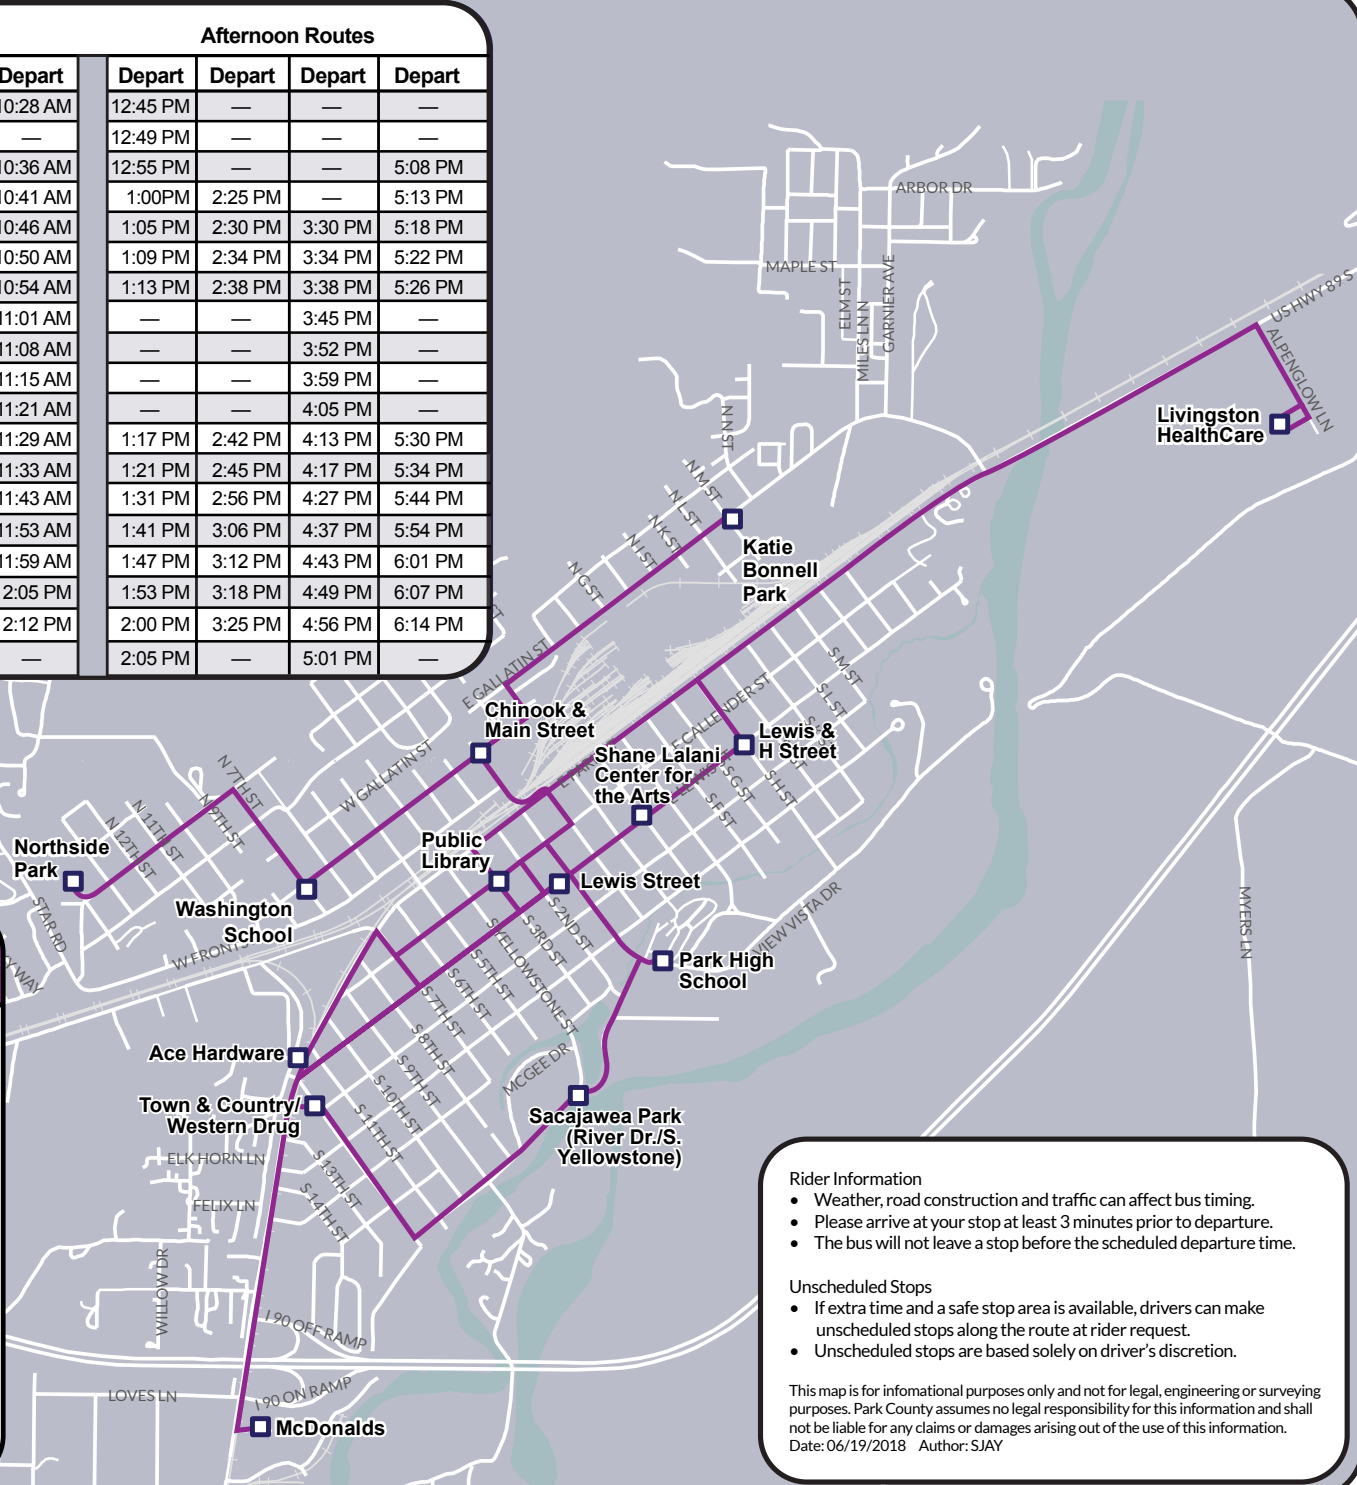 Afternoon Routes
Depart Depart Depart Depart Depart
10:28 AM 12:45 PM — — —
— 12:49 PM — — —
10:36 AM 12:55 PM — — 5:08 PM
10:41 AM 1:00PM 2:25 PM — 5:13 PM
10:46 AM 1:05 PM 2:30 PM 3:30 PM 5:18 PM
10:50 AM 1:09 PM 2:34 PM 3:34 PM 5:22 PM
10:54 AM 1:13 PM 2:38 PM 3:38 PM 5:26 PM
11:01 AM — — 3:45 PM —
11:08 AM — — 3:52 PM —
11:15 AM — — 3:59 PM —
11:21 AM — — 4:05 PM —
11:29 AM 1:17 PM 2:42 PM 4:13 PM 5:30 PM
11:33 AM 1:21 PM 2:45 PM 4:17 PM 5:34 PM
11:43 AM 1:31 PM 2:56 PM 4:27 PM 5:44 PM
11:53 AM 1:41 PM 3:06 PM 4:37 PM 5:54 PM
11:59 AM 1:47 PM 3:12 PM 4:43 PM 6:01 PM
2:05 PM 1:53 PM 3:18 PM 4:49 PM 6:07 PM
2:12 PM 2:00 PM 3:25 PM 4:56 PM 6:14 PM
— 2:05 PM — 5:01 PM —
ARBOR DR
MAPLE ST
ELM ST
MILES LN N
GARNIER AVE
US HWY 89 S
ALPENGLOW LN
Livingston
HealthCare
N N ST
N M ST
N L ST
N K ST
N I ST
N G ST
Katie
Bonnell
Park
E GALLATIN ST
Chinook &
Main Street
S M ST
S L ST
E CALLENDER ST
Lewis &
H Street
Shane Lalani
Center for
the Arts
S G ST
S H ST
S F ST
W GALLATIN ST
N 7TH ST
N 9TH ST
N 11TH ST
N 12TH ST
Northside
Park
STAR RD
Washington
School
W FRONT S
Public
Library
Lewis Street
S 2ND ST
S 3RD ST
S YELLOWSTONE ST
S 5TH ST
S 6TH ST
S 7TH ST
S 8TH ST
S 9TH ST
S 10TH ST
S 11TH ST
S 13TH ST
S 14TH ST
VIEW VISTA DR
MYERS LN
Park High
School
Ace Hardware
MCGEE DR
Town & Country/
Western Drug
Sacajawea Park
(River Dr./S.
Yellowstone)
ELK HORN LN
FELIX LN
WILLOW DR
I 90 OFF RAMP
I 90 ON RAMP
LOVES LN
McDonalds
Rider Information
• Weather, road construction and traffic can affect bus timing.
• Please arrive at your stop at least 3 minutes prior to departure.
• The bus will not leave a stop before the scheduled departure time.
Unscheduled Stops
• If extra time and a safe stop area is available, drivers can make
unscheduled stops along the route at rider request.
• Unscheduled stops are based solely on driver's discretion.
This map is for infomational purposes only and not for legal, engineering or surveying
purposes. Park County assumes no legal responsibility for this information and shall
not be liable for any claims or damages arising out of the use of this information.
Date: 06/19/2018 Author: SJAY